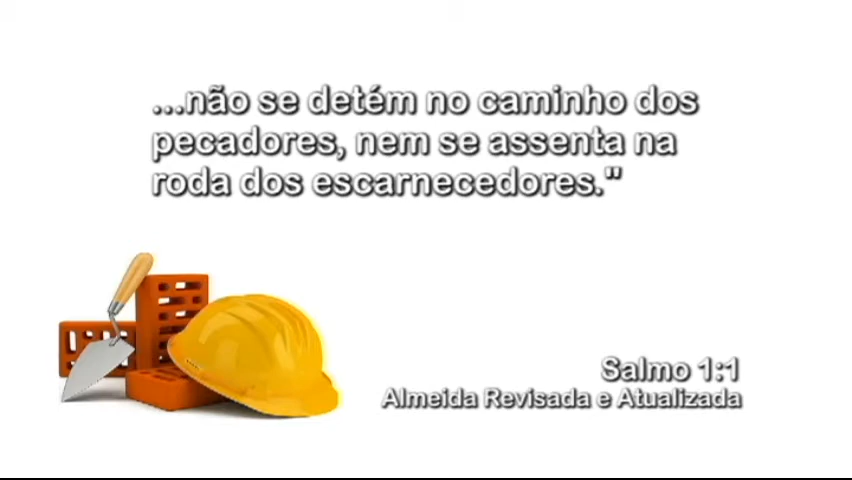 ...não se detém no caminho dos
pecadores, nem se assenta na
roda dos escarnecedores."
Salmo 1:1
Almeida Revisada e Atualizada